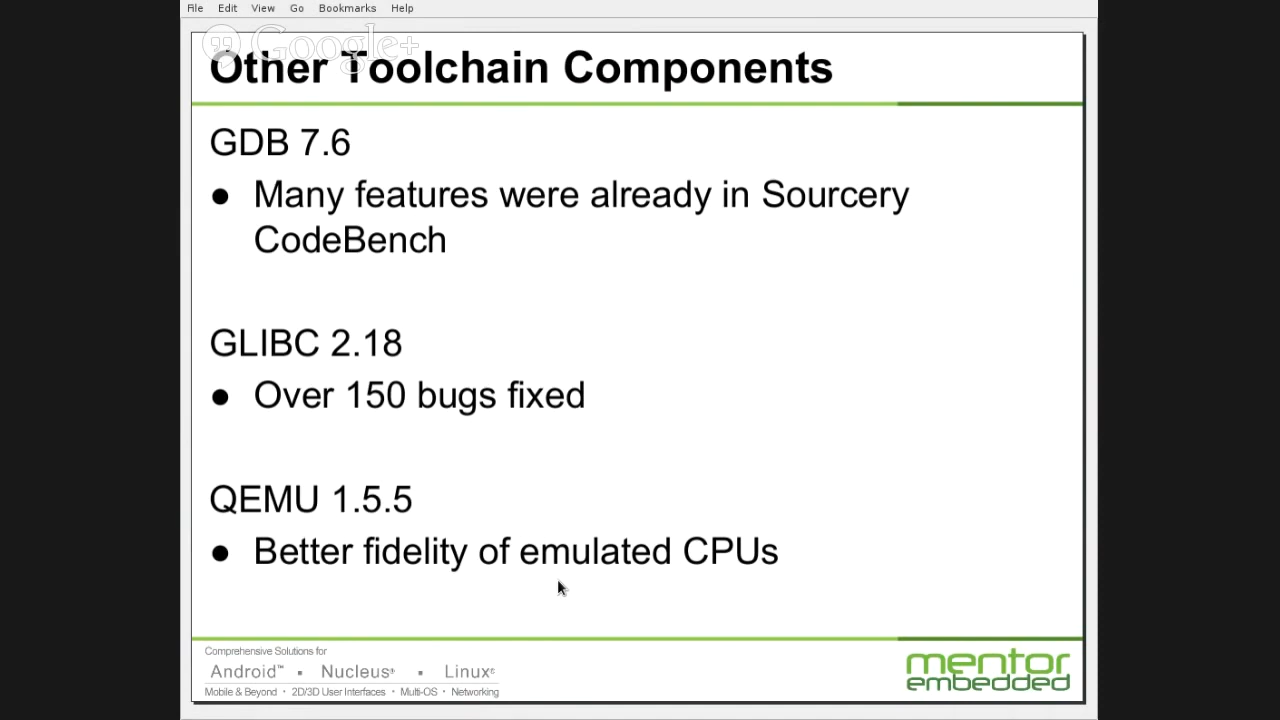 File Edit View Go Bookmarks Help
Google+
Other Toolchain Components
GDB 7.6
● Many features were already in Sourcery
CodeBench
GLIBC 2.18
● Over 150 bugs fixed
QEMU 1.5.5
● Better fidelity of emulated CPUs
Comprehensive Solutions for
Android™ ▪ Nucleus® ▪ Linux®
Mobile & Beyond • 2D/3D User Interfaces • Multi-OS • Networking
mentor
embedded